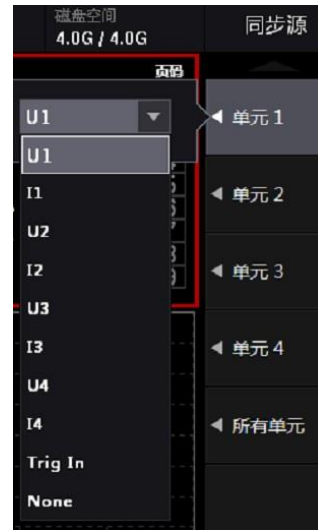 磁盘空间
4.0G / 4.0G
同步源
页码
U1
U1
I1
U2
I2
U3
I3
U4
I4
Trig In
None
单元 1
单元 2
单元 3
单元 4
所有单元